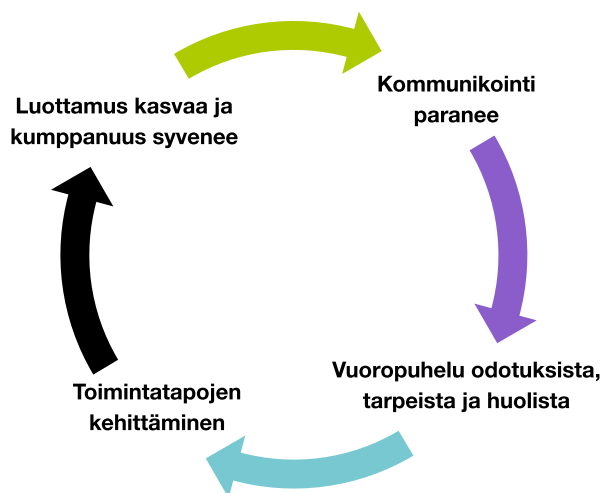 Luottamus kasvaa ja
kumppanuus syvenee
Kommunikointi
paranee
Vuoropuhelu odotuksista,
tarpeista ja huolista
Toimintatapojen
kehittäminen